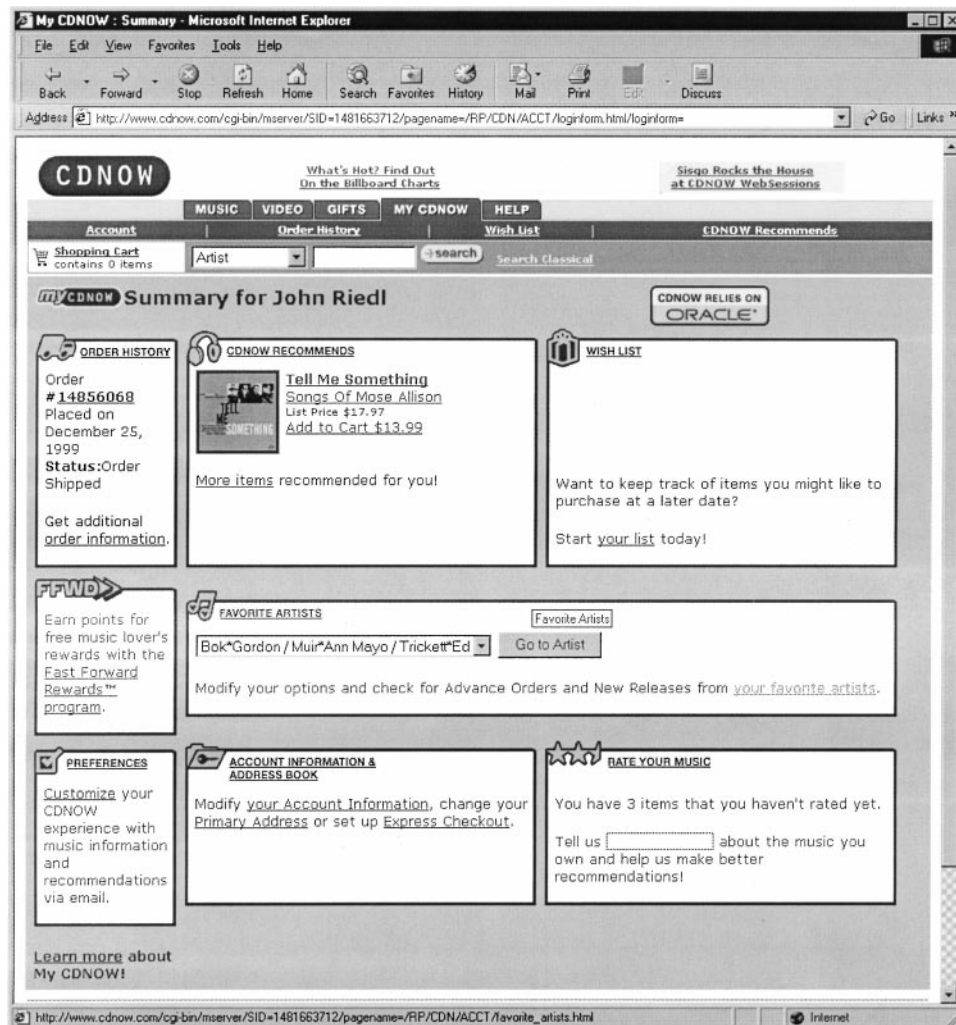 My CDNOW : Summary - Microsoft Internet Explorer
File Edit View Favorites Tools Help
Back Forward Stop Refresh Home Search Favorites History Mail Print Edit Discuss
Address http://www.cdnow.com/cgi-bin/mserver/SID=1481663712/pagename=/RP/CDN/ACCT/loginform.html/loginform= Go Links »
CDNOW
What's Hot? Find Out
On the Billboard Charts
Sisqo Rocks the House
at CDNOW WebSessions
MUSIC VIDEO GIFTS MY CDNOW HELP
Account | Order History | Wish List | CDNOW Recommends
Shopping Cart
contains 0 items
Artist
search
Search Classical
my CDNOW Summary for John Riedl
CDNOW RELIES ON
ORACLE
ORDER HISTORY
Order
#14856068
Placed on
December 25,
1999
Status:Order
Shipped
Get additional
order information.
CDNOW RECOMMENDS
TELL ME
SOMETHING
Tell Me Something
Songs Of Mose Allison
List Price $17.97
Add to Cart $13.99
More items recommended for you!
WISH LIST
Want to keep track of items you might like to
purchase at a later date?
Start your list today!
FFWD
Earn points for
free music lover's
rewards with the
Fast Forward
Rewards™
program.
FAVORITE ARTISTS
Favorite Artists
Bok*Gordon / Muir*Ann Mayo / Trickett*Ed
Go to Artist
Modify your options and check for Advance Orders and New Releases from your favorite artists.
PREFERENCES
Customize your
CDNOW
experience with
music information
and
recommendations
via email.
ACCOUNT INFORMATION &
ADDRESS BOOK
Modify your Account Information, change your
Primary Address or set up Express Checkout.
RATE YOUR MUSIC
You have 3 items that you haven't rated yet.
Tell us about the music you
own and help us make better
recommendations!
Learn more about
My CDNOW!
http://www.cdnow.com/cgi-bin/mserver/SID=1481663712/pagename=/RP/CDN/ACCT/favorite_artists.html
Internet